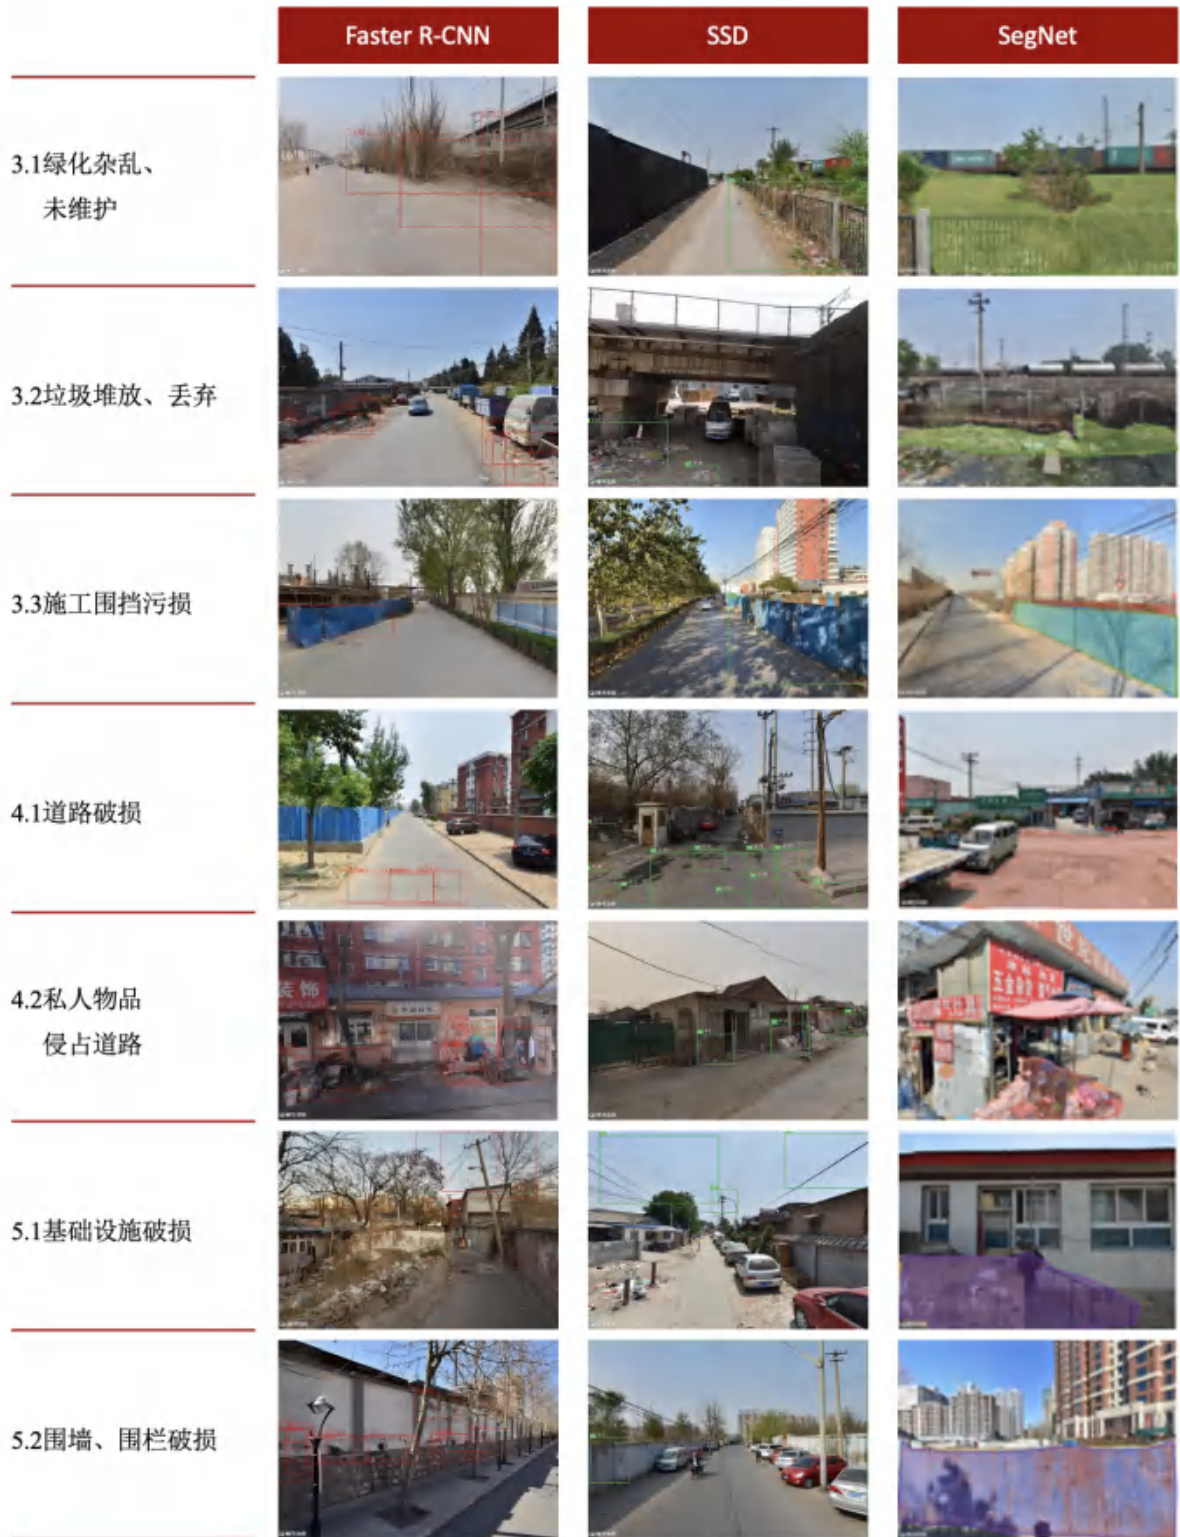 Faster R-CNN
SSD
SegNet
3.1绿化杂乱、
未维护
3.2垃圾堆放、丢弃
3.3施工围挡污损
4.1道路破损
4.2私人物品
侵占道路
装饰
5.1基础设施破损
5.2围墙、围栏破损